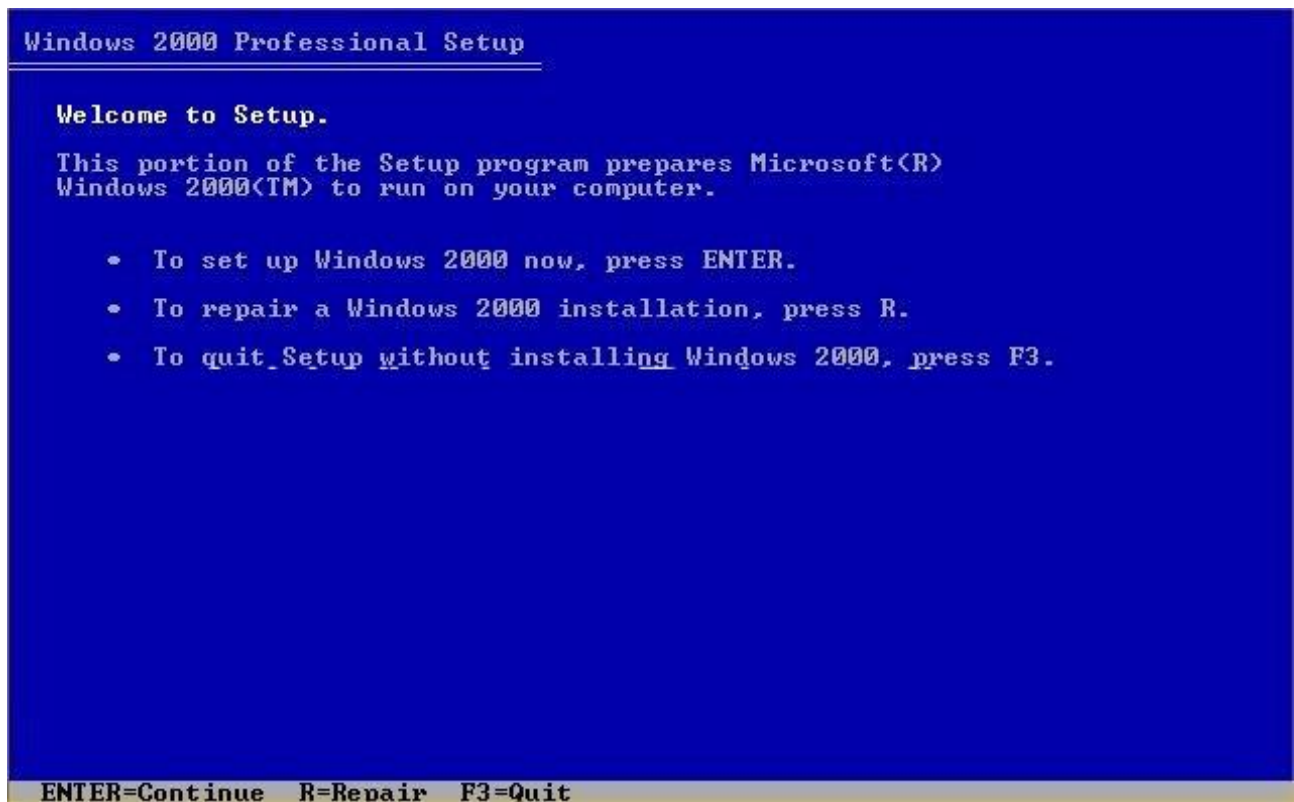 Windows 2000 Professional Setup
Welcome to Setup.
This portion of the Setup program prepares Microsoft(R)
Windows 2000(TM) to run on your computer.
• To set up Windows 2000 now, press ENTER.
• To repair a Windows 2000 installation, press R.
• To quit Setup without installing Windows 2000, press F3.
ENTER=Continue R=Repair F3=Quit